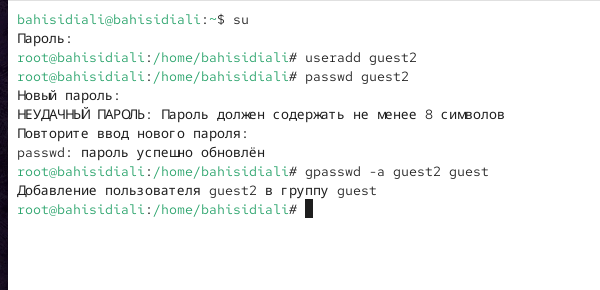 bahisidiali@bahisidiali:~$ su
Пароль:
root@bahisidiali:/home/bahisidiali# useradd guest2
root@bahisidiali:/home/bahisidiali# passwd guest2
Новый пароль:
НЕУДАЧНЫЙ ПАРОЛЬ: Пароль должен содержать не менее 8 символов
Повторите ввод нового пароля:
passwd: пароль успешно обновлён
root@bahisidiali:/home/bahisidiali# gpasswd -a guest2 guest
Добавление пользователя guest2 в группу guest
root@bahisidiali:/home/bahisidiali#